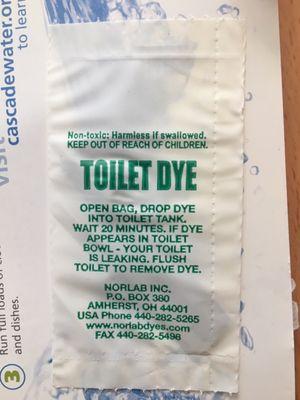 visit
cascadewater.or
to learn
Non-toxic: Harmless if swallowed.
KEEP OUT OF REACH OF CHILDREN.
TOILET DYE
OPEN BAG, DROP DYE
INTO TOILET TANK.
WAIT 20 MINUTES. IF DYE
APPEARS IN TOILET
BOWL - YOUR TOILET
IS LEAKING. FLUSH
TOILET TO REMOVE DYE.
NORLAB INC.
P.O. BOX 380
AMHERST, OH 44001
USA Phone 440-282-5265
www.norlabdyes.com
FAX 440-282-5498
3
Run full loads of
and dishes.